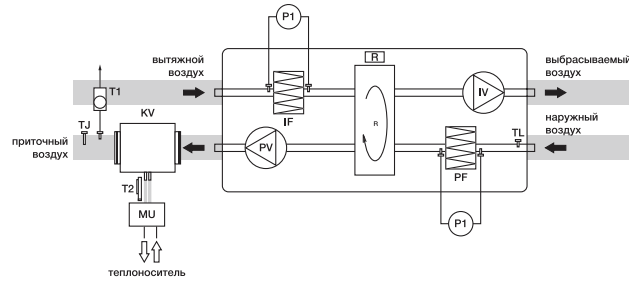 P1
вытяжной
воздух
R
выбрасываемый
воздух
T1
IV
TJ
KV
IF
R
наружный
воздух
TL
приточный
воздух
PV
PF
T2
MU
P1
теплоноситель